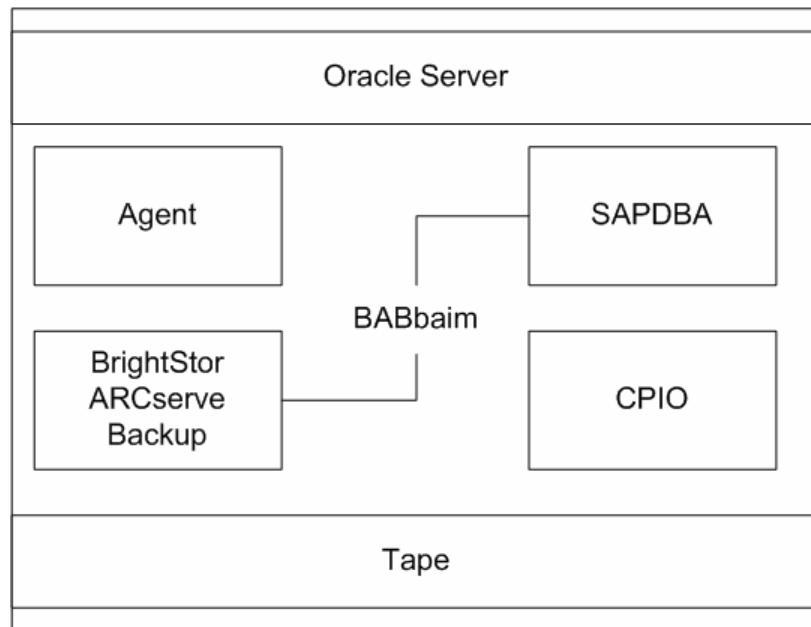 Oracle Server
Agent
SAPDBA
BABbaim
BrightStor
ARCserve
Backup
CPIO
Tape